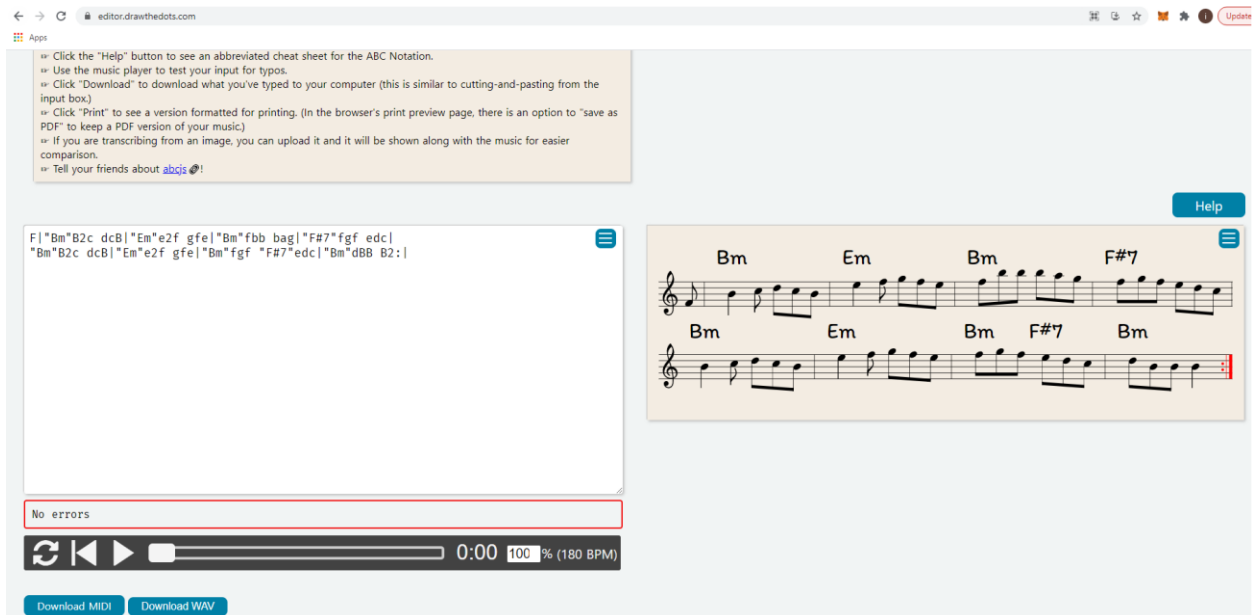 editor.drawthedots.com
Update
Apps
☞ Click the "Help" button to see an abbreviated cheat sheet for the ABC Notation.
☞ Use the music player to test your input for typos.
☞ Click "Download" to download what you've typed to your computer (this is similar to cutting-and-pasting from the
input box.)
☞ Click "Print" to see a version formatted for printing. (In the browser's print preview page, there is an option to "save as
PDF" to keep a PDF version of your music.)
☞ If you are transcribing from an image, you can upload it and it will be shown along with the music for easier
comparison.
☞ Tell your friends about abcjs!
Help
F|"Bm"B2c dcB|"Em"e2f gfe|"Bm"fbb bag|"F#7"fgf edc|
"Bm"B2c dcB|"Em"e2f gfe|"Bm"fgf "F#7"edc|"Bm"dBB B2:|
Bm Em Bm F#7
Bm Em Bm F#7 Bm
No errors
0:00 100 % (180 BPM)
Download MIDI Download WAV